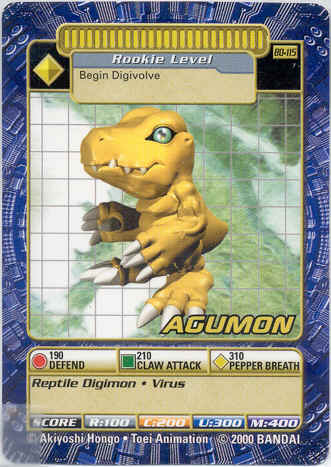 Rookie Level
BO-115
Begin Digivolve
AGUMON
190 DEFEND
210 CLAW ATTACK
310 PEPPER BREATH
Reptile Digimon • Virus
SCORE R:100 C:200 U:300 M:400
© Akiyoshi Hongo • Toei Animation © 2000 BANDAI